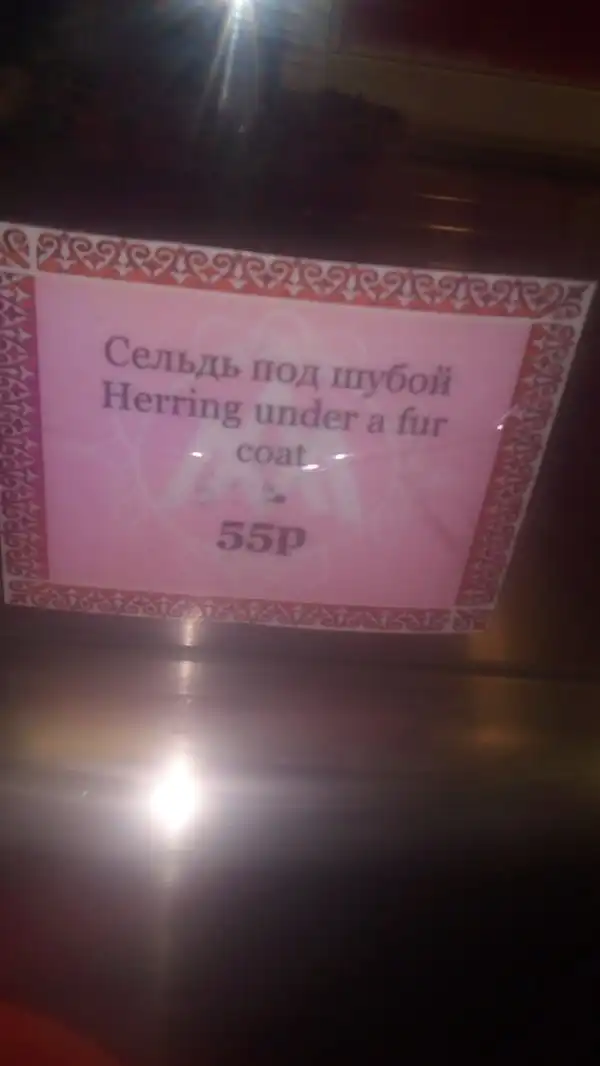 Сельдь под шубой
Herring under a fur
coat
55р